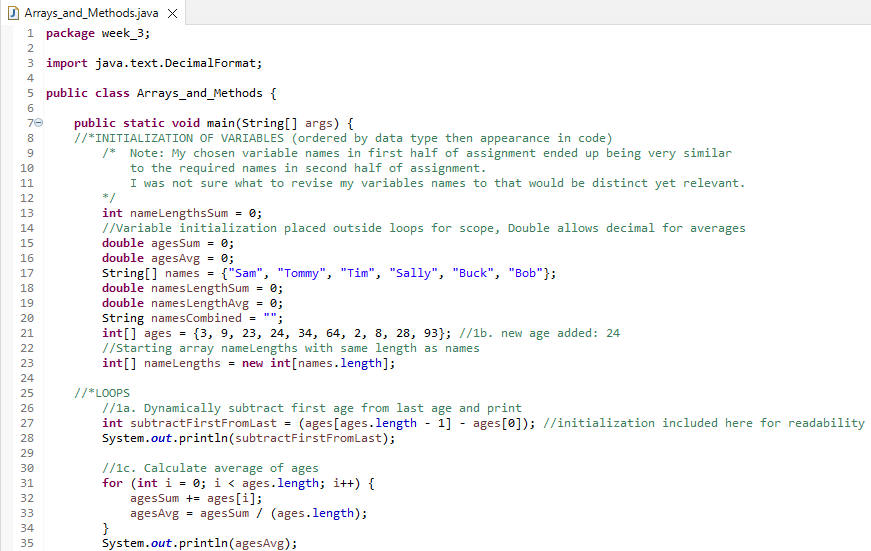 Arrays_and_Methods.java
1 package week_3;
2
3 import java.text.DecimalFormat;
4
5 public class Arrays_and_Methods {
6
7 public static void main(String[] args) {
8 //*INITIALIZATION OF VARIABLES (ordered by data type then appearance in code)
9 /* Note: My chosen variable names in first half of assignment ended up being very similar
10 to the required names in second half of assignment.
11 I was not sure what to revise my variables names to that would be distinct yet relevant.
12 */
13 int nameLengthsSum = 0;
14 //Variable initialization placed outside loops for scope, Double allows decimal for averages
15 double agesSum = 0;
16 double agesAvg = 0;
17 String[] names = {"Sam", "Tommy", "Tim", "Sally", "Buck", "Bob"};
18 double namesLengthSum = 0;
19 double namesLengthAvg = 0;
20 String namesCombined = "";
21 int[] ages = {3, 9, 23, 24, 34, 64, 2, 8, 28, 93}; //1b. new age added: 24
22 //Starting array nameLengths with same length as names
23 int[] nameLengths = new int[names.length];
24
25 //*LOOPS
26 //1a. Dynamically subtract first age from last age and print
27 int subtractFirstFromLast = (ages[ages.length - 1] - ages[0]); //initialization included here for readability
28 System.out.println(subtractFirstFromLast);
29
30 //1c. Calculate average of ages
31 for (int i = 0; i < ages.length; i++) {
32 agesSum += ages[i];
33 agesAvg = agesSum / (ages.length);
34 }
35 System.out.println(agesAvg);